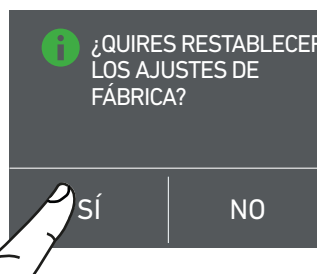 ¿QUIRES RESTABLECER
LOS AJUSTES DE
FÁBRICA?
SÍ
NO